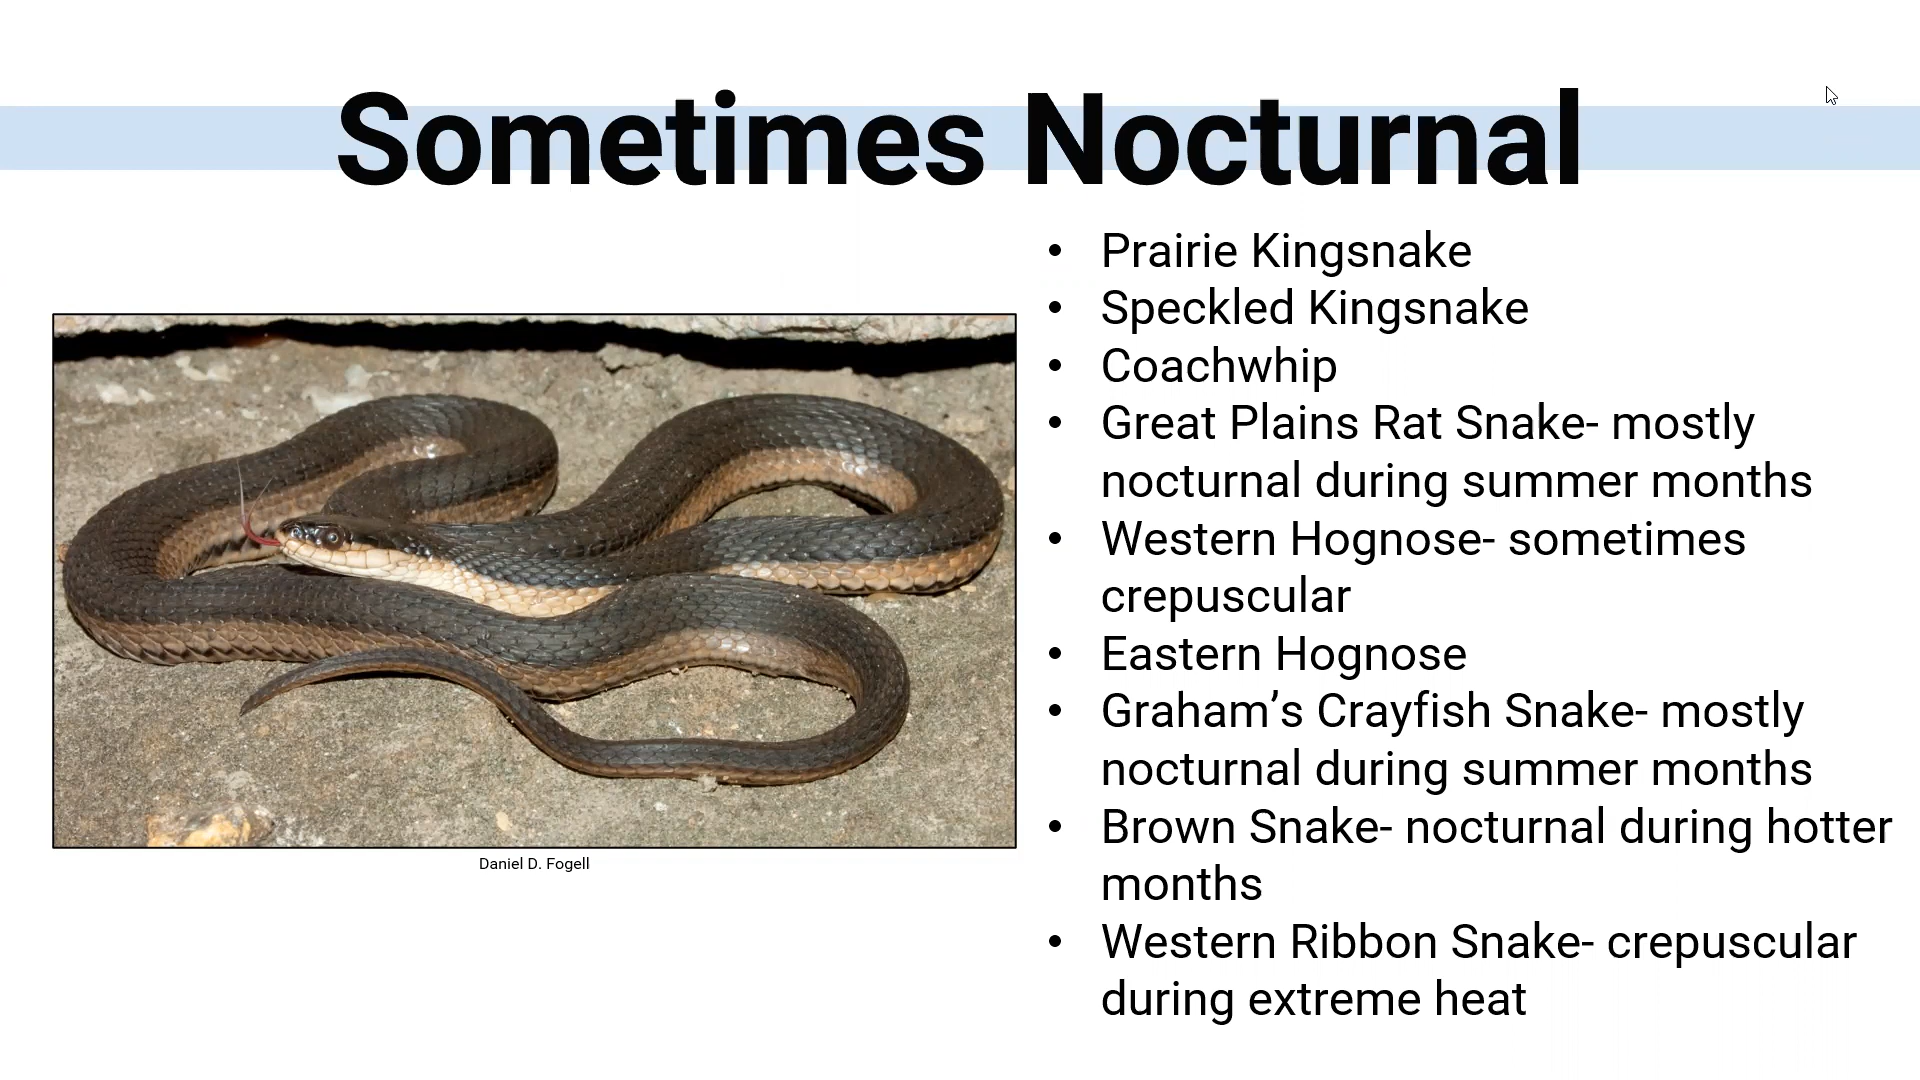 Sometimes Nocturnal
• Prairie Kingsnake
• Speckled Kingsnake
• Coachwhip
• Great Plains Rat Snake- mostly
nocturnal during summer months
• Western Hognose- sometimes
crepuscular
• Eastern Hognose
• Graham’s Crayfish Snake- mostly
nocturnal during summer months
• Brown Snake- nocturnal during hotter
months
• Western Ribbon Snake- crepuscular
during extreme heat
Daniel D. Fogell